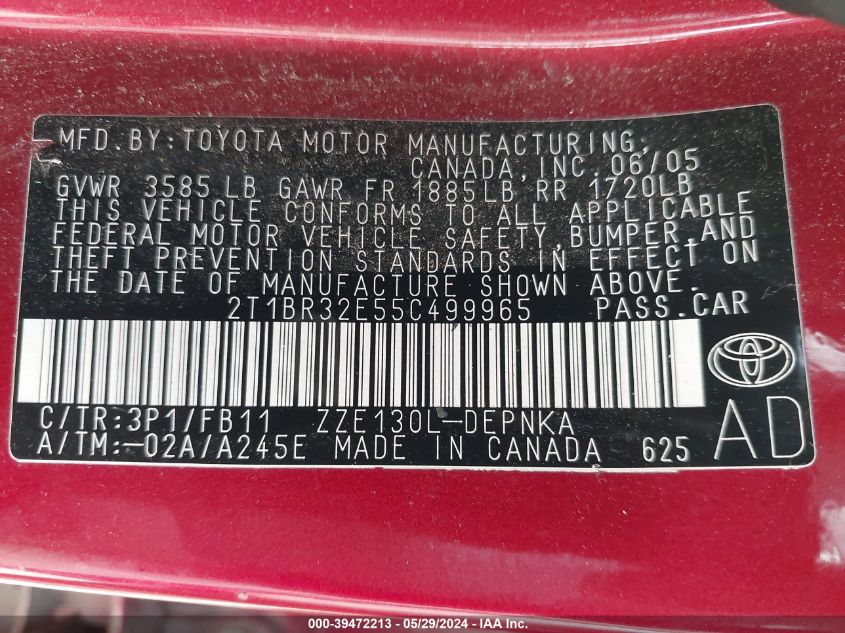 MFD. BY: TOYOTA MOTOR MANUFACTURING,
CANADA, INC. 06/05
GVWR 3585 LB GAWR FR 1885LB RR 1720LB
THIS VEHICLE CONFORMS TO ALL APPLICABLE
FEDERAL MOTOR VEHICLE SAFETY, BUMPER, AND
THEFT PREVENTION STANDARDS IN EFFECT ON
THE DATE OF MANUFACTURE SHOWN ABOVE.
2T1BR32E55C499965 PASS. CAR
C/TR: 3P1/FB11 ZZE130L-DEPNKA
A/TM: -02A/A245E MADE IN CANADA 625
AD
000-39472213 - 05/29/2024 - IAA Inc.